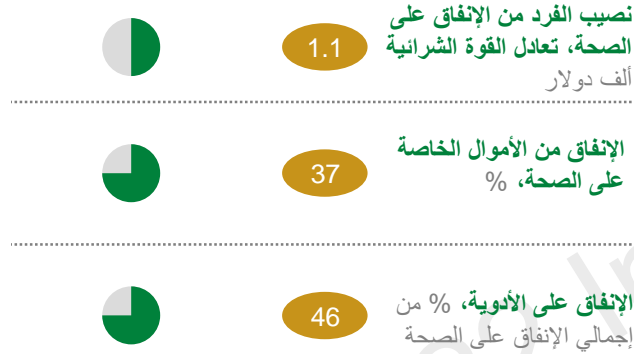 نصيب الفرد من الإنفاق على
الصحة، تعادل القوة الشرائية
ألف دولار
1.1
الإنفاق من الأموال الخاصة
على الصحة، %
37
الإنفاق على الأدوية، % من
إجمالي الإنفاق على الصحة
46